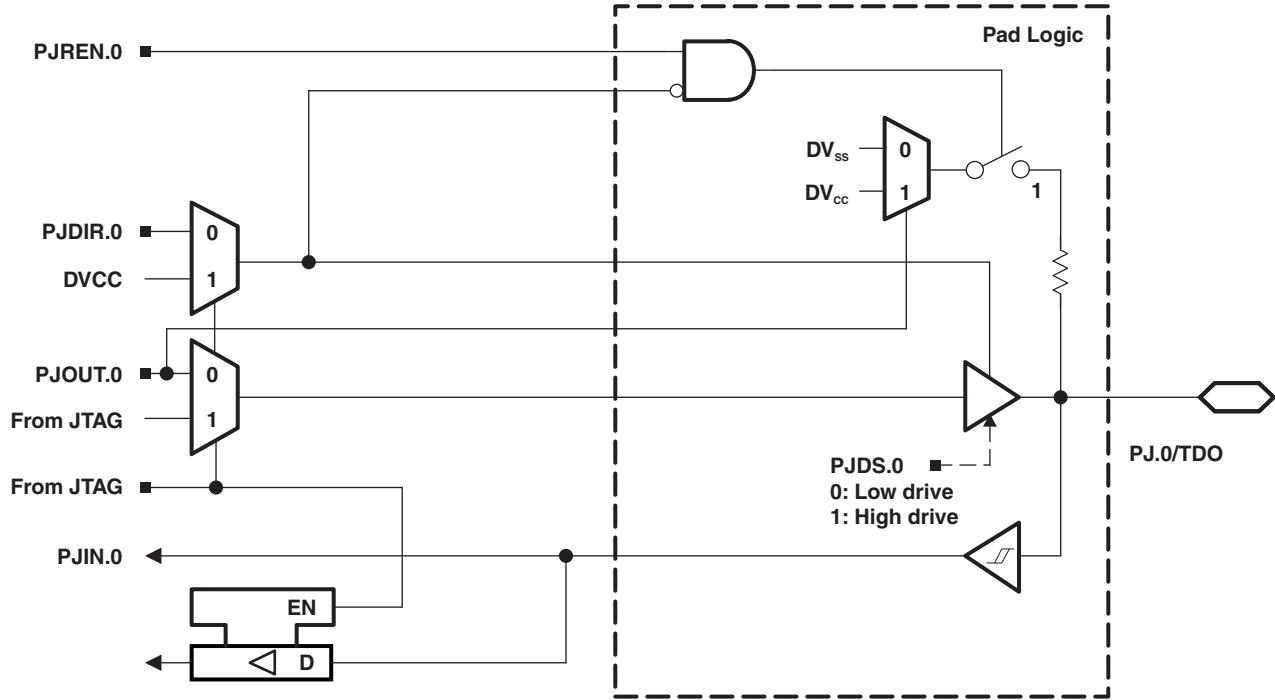 Pad Logic
PJREN.0
DVSS
0
DVCC
1
1
PJDIR.0
0
DVCC
1
PJOUT.0
0
From JTAG
1
PJ.0/TDO
PJDS.0
0: Low drive
1: High drive
From JTAG
PJIN.0
EN
D